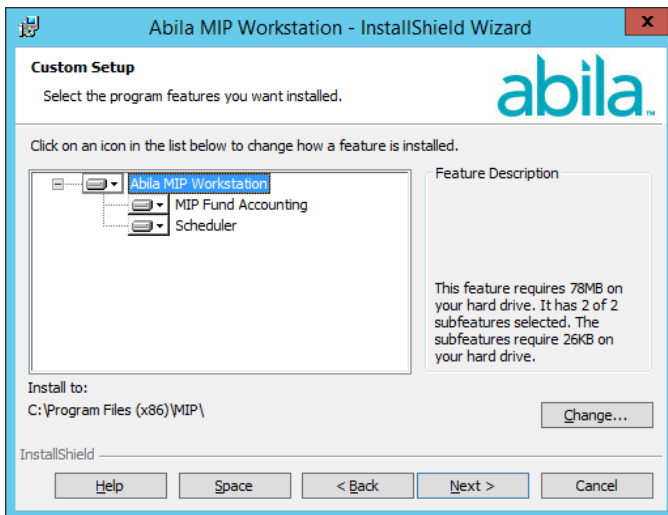 Abila MIP Workstation - InstallShield Wizard
x
Custom Setup
Select the program features you want installed.
abila™
Click on an icon in the list below to change how a feature is installed.
Abila MIP Workstation
MIP Fund Accounting
Scheduler
Feature Description
This feature requires 78MB on
your hard drive. It has 2 of 2
subfeatures selected. The
subfeatures require 26KB on
your hard drive.
Install to:
C:\Program Files (x86)\MIP\
Change...
InstallShield
Help
Space
< Back
Next >
Cancel